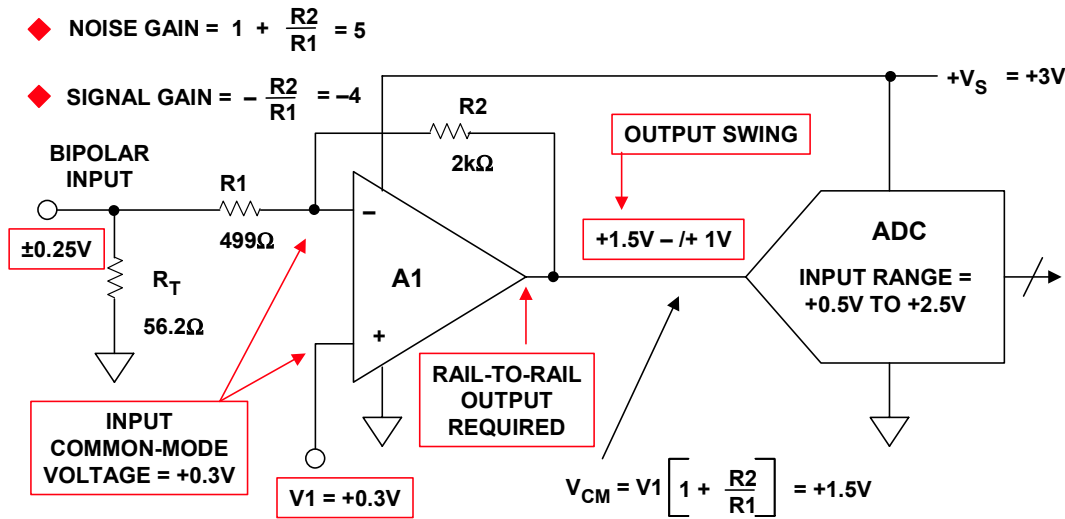 NOISE GAIN = 1 + R2/R1 = 5
SIGNAL GAIN = – R2/R1 = –4
+VS = +3V
R2
2kΩ
OUTPUT SWING
BIPOLAR
INPUT
R1
499Ω
±0.25V
+1.5V – /+ 1V
ADC
INPUT RANGE =
+0.5V TO +2.5V
–
A1
+
RT
56.2Ω
RAIL-TO-RAIL
OUTPUT
REQUIRED
INPUT
COMMON-MODE
VOLTAGE = +0.3V
V1 = +0.3V
VCM = V1 [ 1 + R2/R1 ] = +1.5V